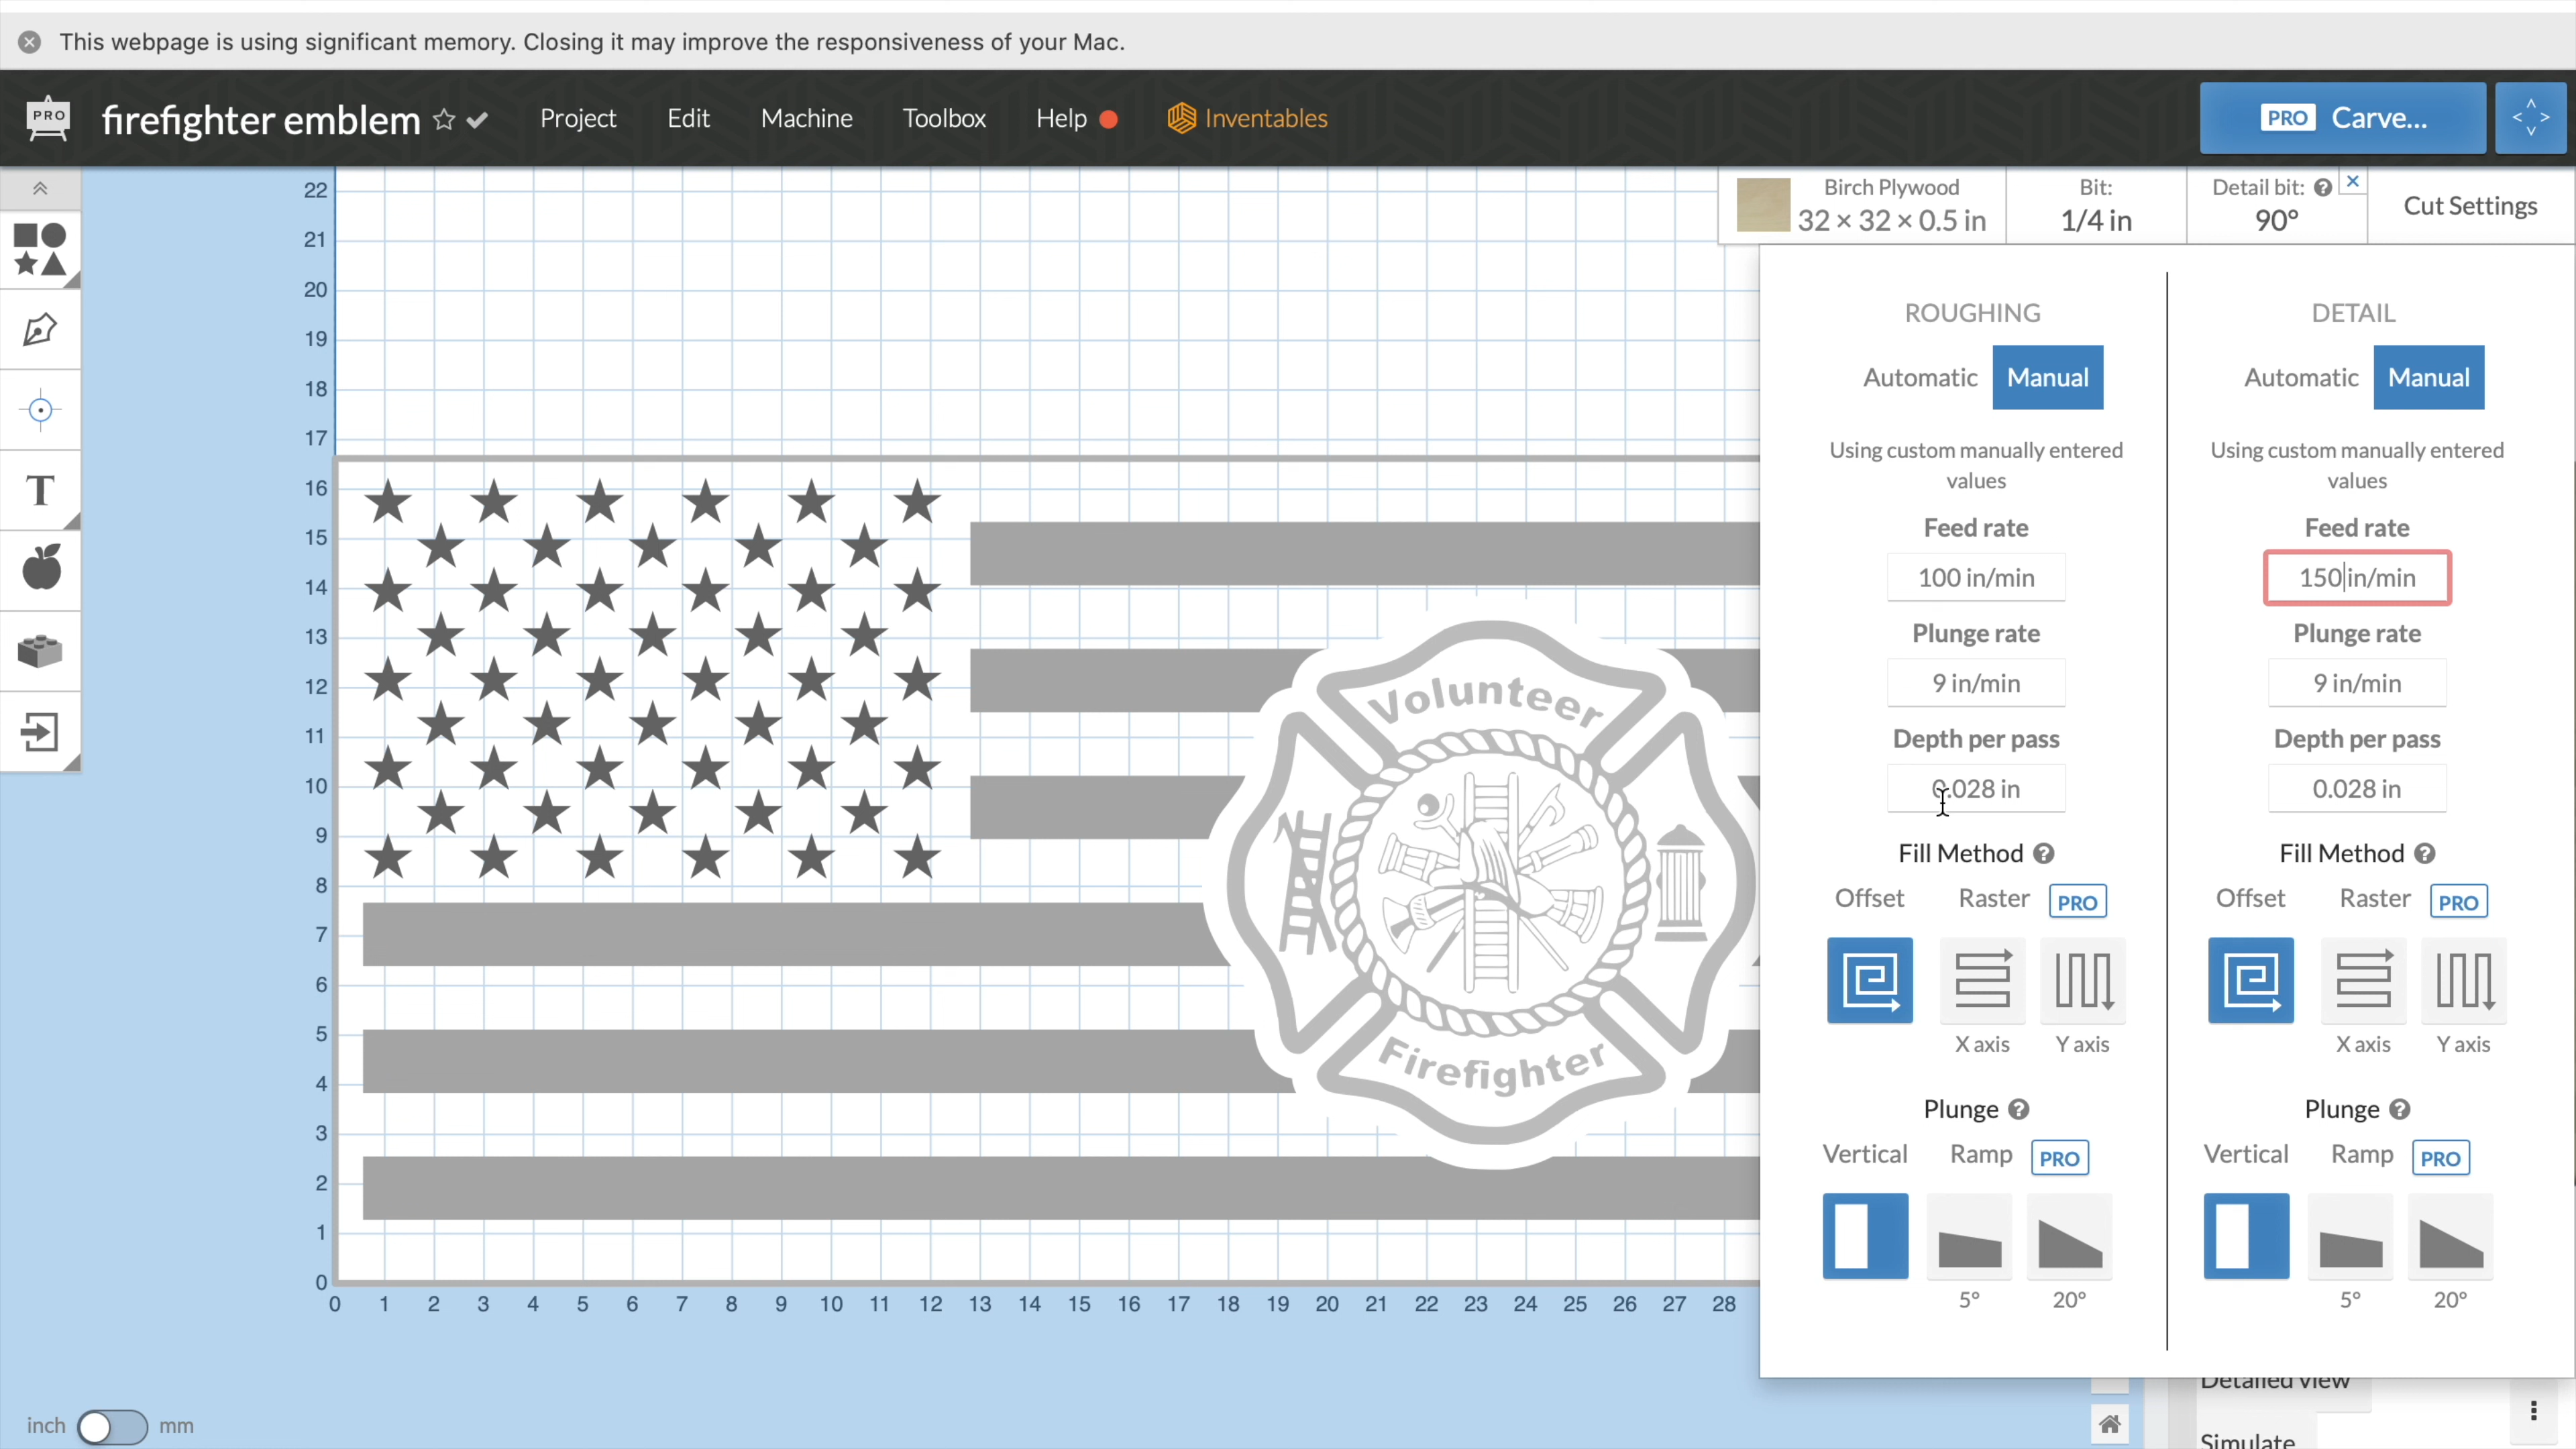 This webpage is using significant memory. Closing it may improve the responsiveness of your Mac.
PRO
firefighter emblem
Project
Edit
Machine
Toolbox
Help
Inventables
PRO Carve...
Birch Plywood
32 × 32 × 0.5 in
Bit:
1/4 in
Detail bit:
90°
Cut Settings
22
21
20
19
18
17
16
15
14
13
12
11
10
9
8
7
6
5
4
3
2
1
0
0 1 2 3 4 5 6 7 8 9 10 11 12 13 14 15 16 17 18 19 20 21 22 23 24 25 26 27 28
T
Volunteer
Firefighter
ROUGHING
Automatic Manual
Using custom manually entered
values
Feed rate
100 in/min
Plunge rate
9 in/min
Depth per pass
0.028 in
Fill Method
Offset Raster PRO
X axis Y axis
Plunge
Vertical Ramp PRO
5° 20°
DETAIL
Automatic Manual
Using custom manually entered
values
Feed rate
150 in/min
Plunge rate
9 in/min
Depth per pass
0.028 in
Fill Method
Offset Raster PRO
X axis Y axis
Plunge
Vertical Ramp PRO
5° 20°
Detailed view
Simulate
inch mm